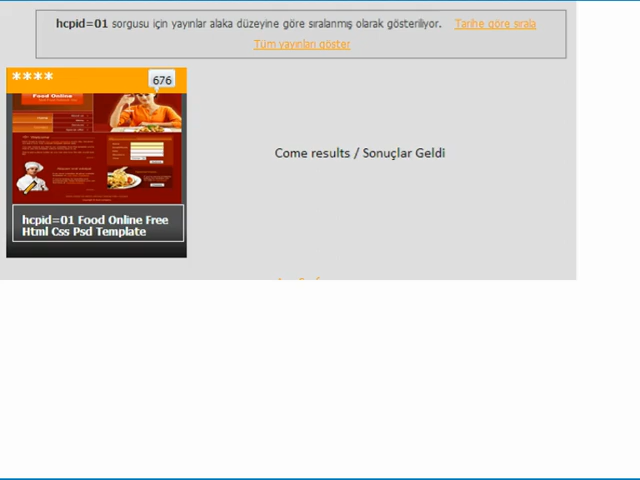 hcpid=01 sorgusu için yayınlar alaka düzeyine göre sıralanmış olarak gösteriliyor. Tarihe göre sırala
Tüm yayınları göster
****
676
Food Online
Come results / Sonuçlar Geldi
hcpid=01 Food Online Free
Html Css Psd Template